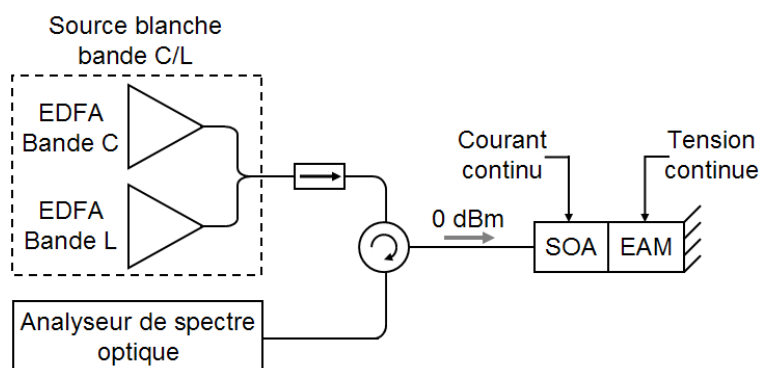 Source blanche
bande C/L
EDFA
Bande C
EDFA
Bande L
Courant
continu
Tension
continue
0 dBm
SOA
EAM
Analyseur de spectre
optique